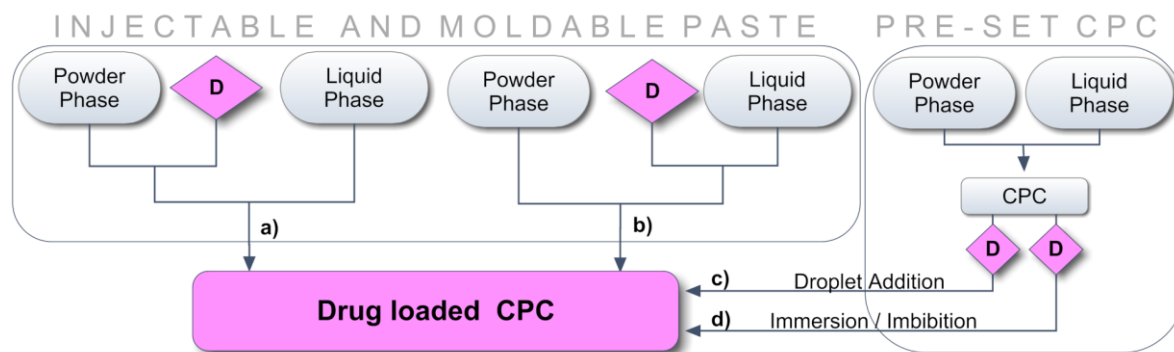 INJECTABLE AND MOLDABLE PASTE
PRE-SET CPC
Powder
Phase
D
Liquid
Phase
Powder
Phase
D
Liquid
Phase
Powder
Phase
Liquid
Phase
CPC
a)
b)
D
D
c)
Droplet Addition
Drug loaded CPC
d)
Immersion / Imbibition